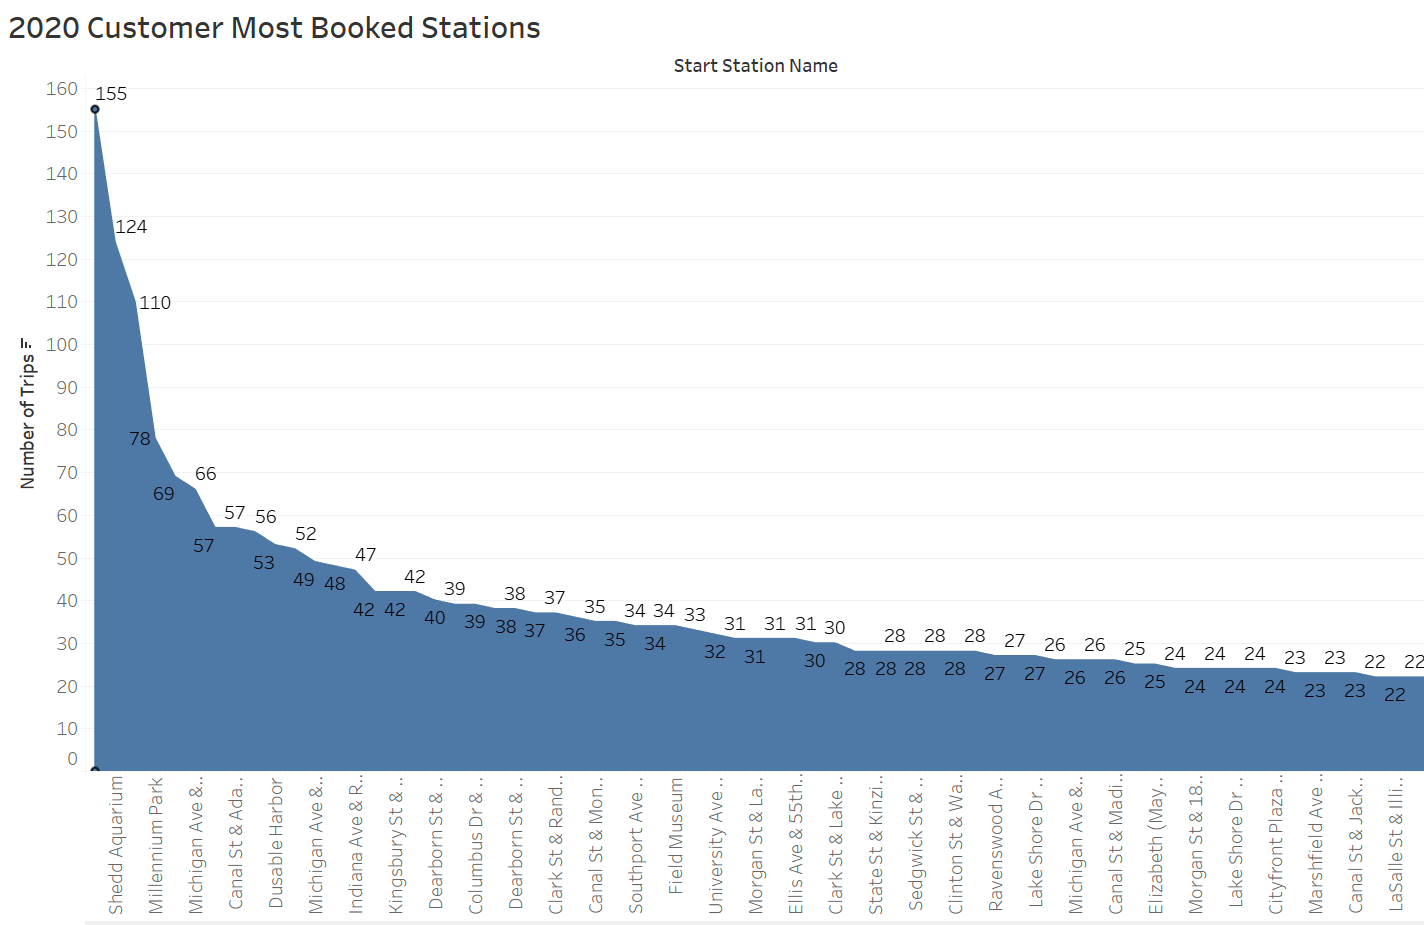 2020 Customer Most Booked Stations
Start Station Name
Number of Trips
160
150
140
130
120
110
100
90
80
70
60
50
40
30
20
10
0
155
124
110
78
69
66
57
57
56
53
52
49
48
47
42
42
42
40
39
39
38
38
37
37
36
35
35
34
34
34
33
32
31
31
31
31
30
30
28
28
28
28
28
28
28
27
27
27
26
26
26
26
25
25
24
24
24
24
24
24
23
23
23
23
22
22
22
Shedd Aquarium
Millennium Park
Michigan Ave &..
Canal St & Ada..
Dusable Harbor
Michigan Ave &..
Indiana Ave & R..
Kingsbury St & ..
Dearborn St & ..
Columbus Dr & ..
Dearborn St & ..
Clark St & Rand..
Canal St & Mon..
Southport Ave ..
Field Museum
University Ave ..
Morgan St & La..
Ellis Ave & 55th..
Clark St & Lake ..
State St & Kinzi..
Sedgwick St & ..
Clinton St & Wa..
Ravenswood A..
Lake Shore Dr ..
Michigan Ave &..
Canal St & Madi..
Elizabeth (May..
Morgan St & 18..
Lake Shore Dr ..
Cityfront Plaza ..
Marshfield Ave ..
Canal St & Jack..
LaSalle St & Illi..